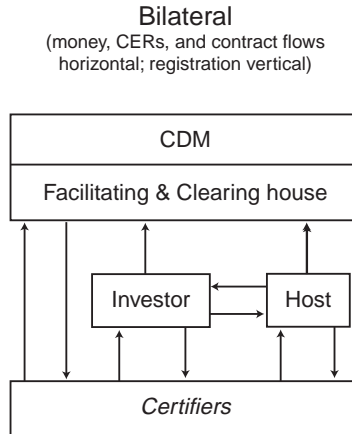 Bilateral
(money, CERs, and contract flows
horizontal; registration vertical)
CDM
Facilitating & Clearing house
Investor
Host
Certifiers